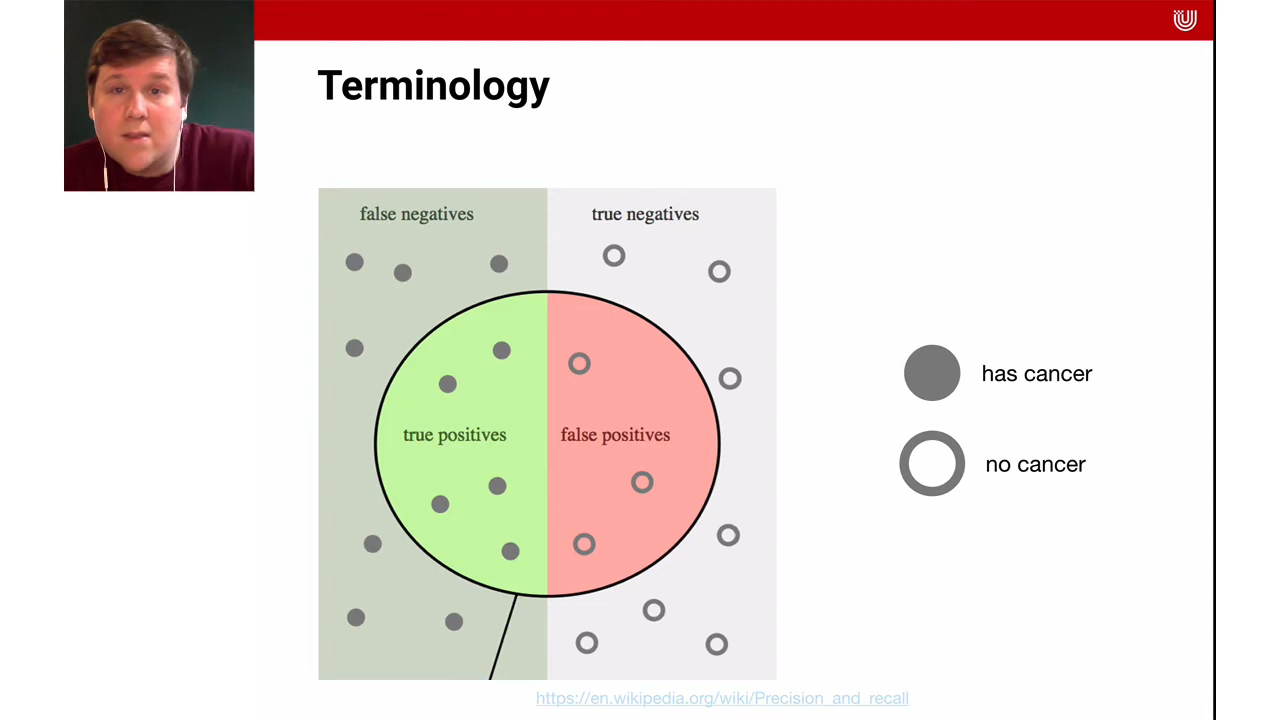 Terminology
false negatives
true negatives
true positives
false positives
has cancer
no cancer
https://en.wikipedia.org/wiki/Precision_and_recall